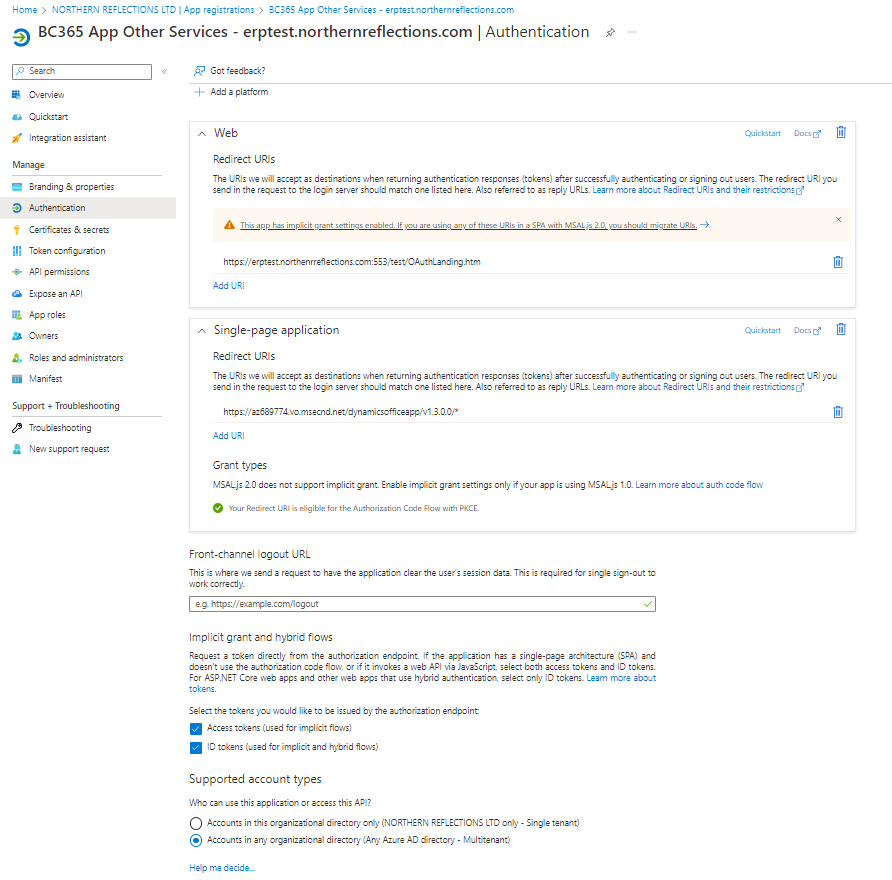 Home > NORTHERN REFLECTIONS LTD | App registrations > BC365 App Other Services - erptest.northernreflections.com
BC365 App Other Services - erptest.northernreflections.com | Authentication
Search
«
Got feedback?
Add a platform
Overview
Quickstart
Integration assistant
Manage
Branding & properties
Authentication
Certificates & secrets
Token configuration
API permissions
Expose an API
App roles
Owners
Roles and administrators
Manifest
Support + Troubleshooting
Troubleshooting
New support request
Web
Quickstart Docs
Redirect URIs
The URIs we will accept as destinations when returning authentication responses (tokens) after successfully authenticating or signing out users. The redirect URI you
send in the request to the login server should match one listed here. Also referred to as reply URLs. Learn more about Redirect URIs and their restrictions
This app has implicit grant settings enabled. If you are using any of these URIs in a SPA with MSAL.js 2.0, you should migrate URIs. →
https://erptest.northenrreflections.com:553/test/OAuthLanding.htm
Add URI
Single-page application
Quickstart Docs
Redirect URIs
The URIs we will accept as destinations when returning authentication responses (tokens) after successfully authenticating or signing out users. The redirect URI you
send in the request to the login server should match one listed here. Also referred to as reply URLs. Learn more about Redirect URIs and their restrictions
https://az689774.vo.msecnd.net/dynamicsofficeapp/v1.3.0.0/*
Add URI
Grant types
MSAL.js 2.0 does not support implicit grant. Enable implicit grant settings only if your app is using MSAL.js 1.0. Learn more about auth code flow
Your Redirect URI is eligible for the Authorization Code Flow with PKCE.
Front-channel logout URL
This is where we send a request to have the application clear the user's session data. This is required for single sign-out to
work correctly.
e.g. https://example.com/logout
Implicit grant and hybrid flows
Request a token directly from the authorization endpoint. If the application has a single-page architecture (SPA) and
doesn't use the authorization code flow, or if it invokes a web API via JavaScript, select both access tokens and ID tokens.
For ASP.NET Core web apps and other web apps that use hybrid authentication, select only ID tokens. Learn more about
tokens.
Select the tokens you would like to be issued by the authorization endpoint:
Access tokens (used for implicit flows)
ID tokens (used for implicit and hybrid flows)
Supported account types
Who can use this application or access this API?
Accounts in this organizational directory only (NORTHERN REFLECTIONS LTD only - Single tenant)
Accounts in any organizational directory (Any Azure AD directory - Multitenant)
Help me decide...